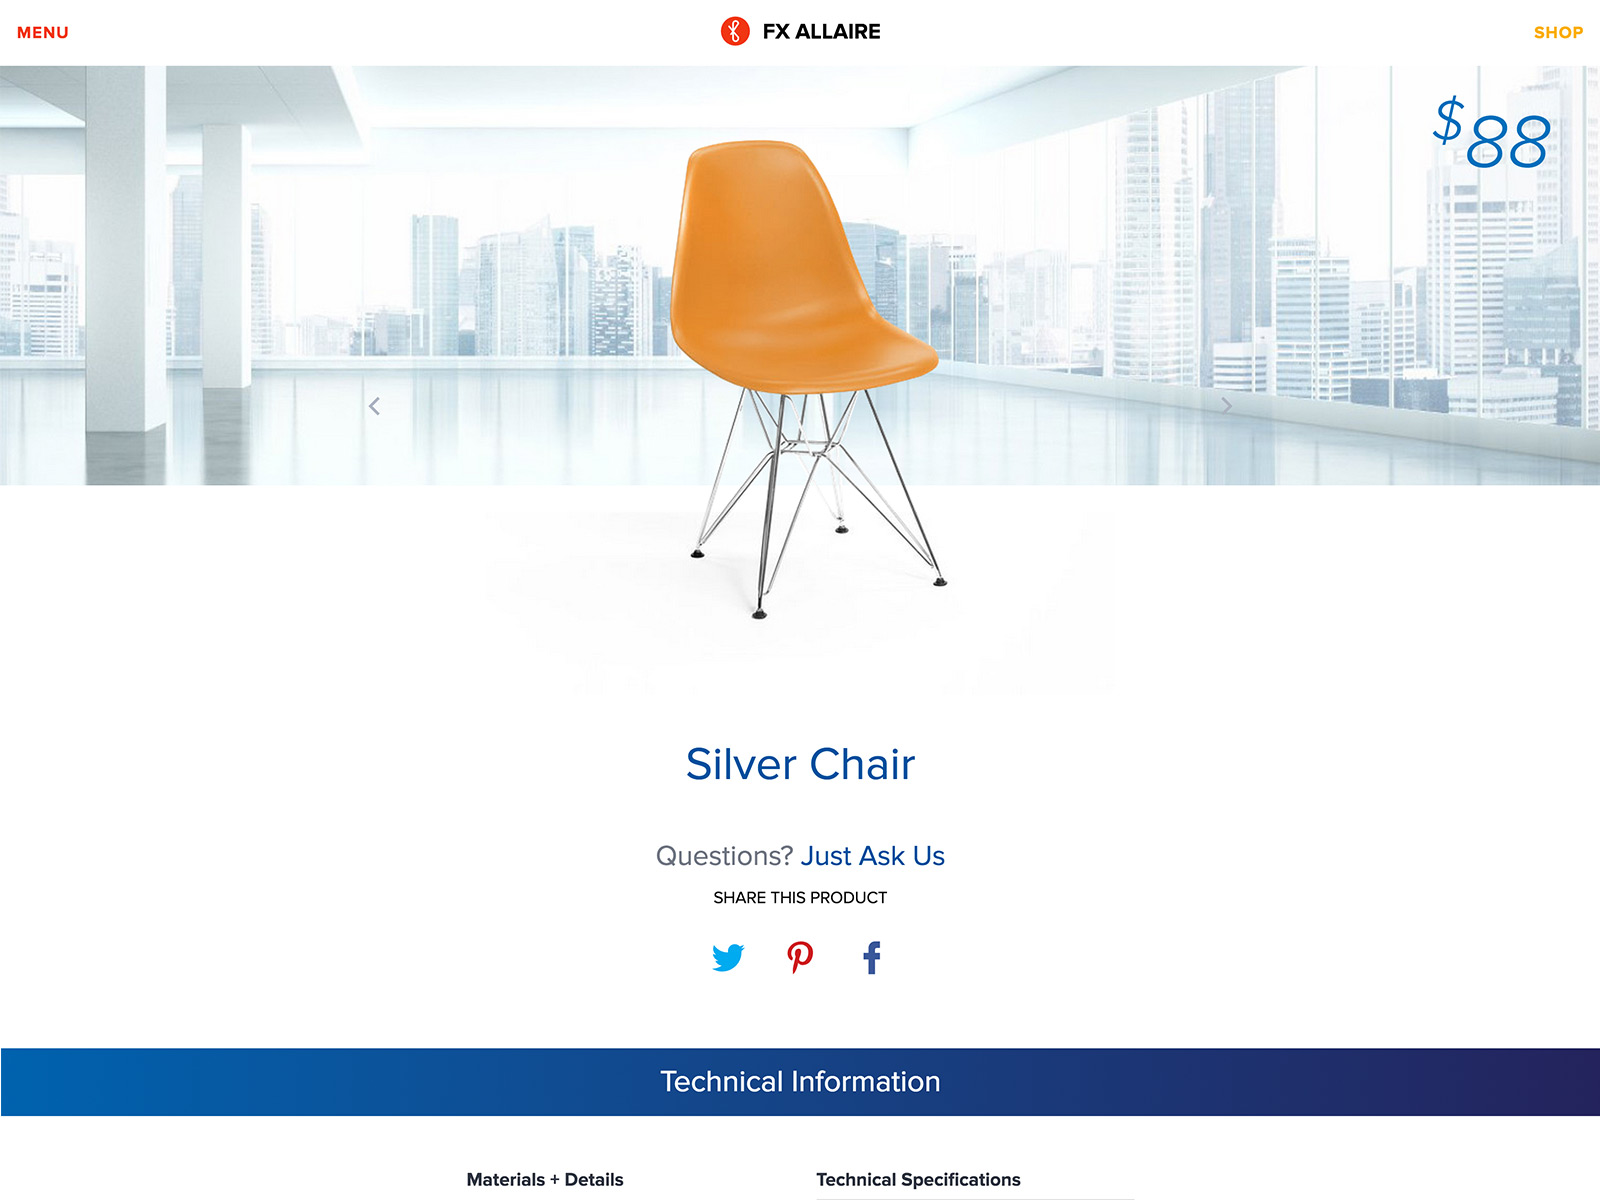 MENU
FX ALLAIRE
SHOP
$88
Silver Chair
Questions? Just Ask Us
SHARE THIS PRODUCT
Technical Information
Materials + Details
Technical Specifications